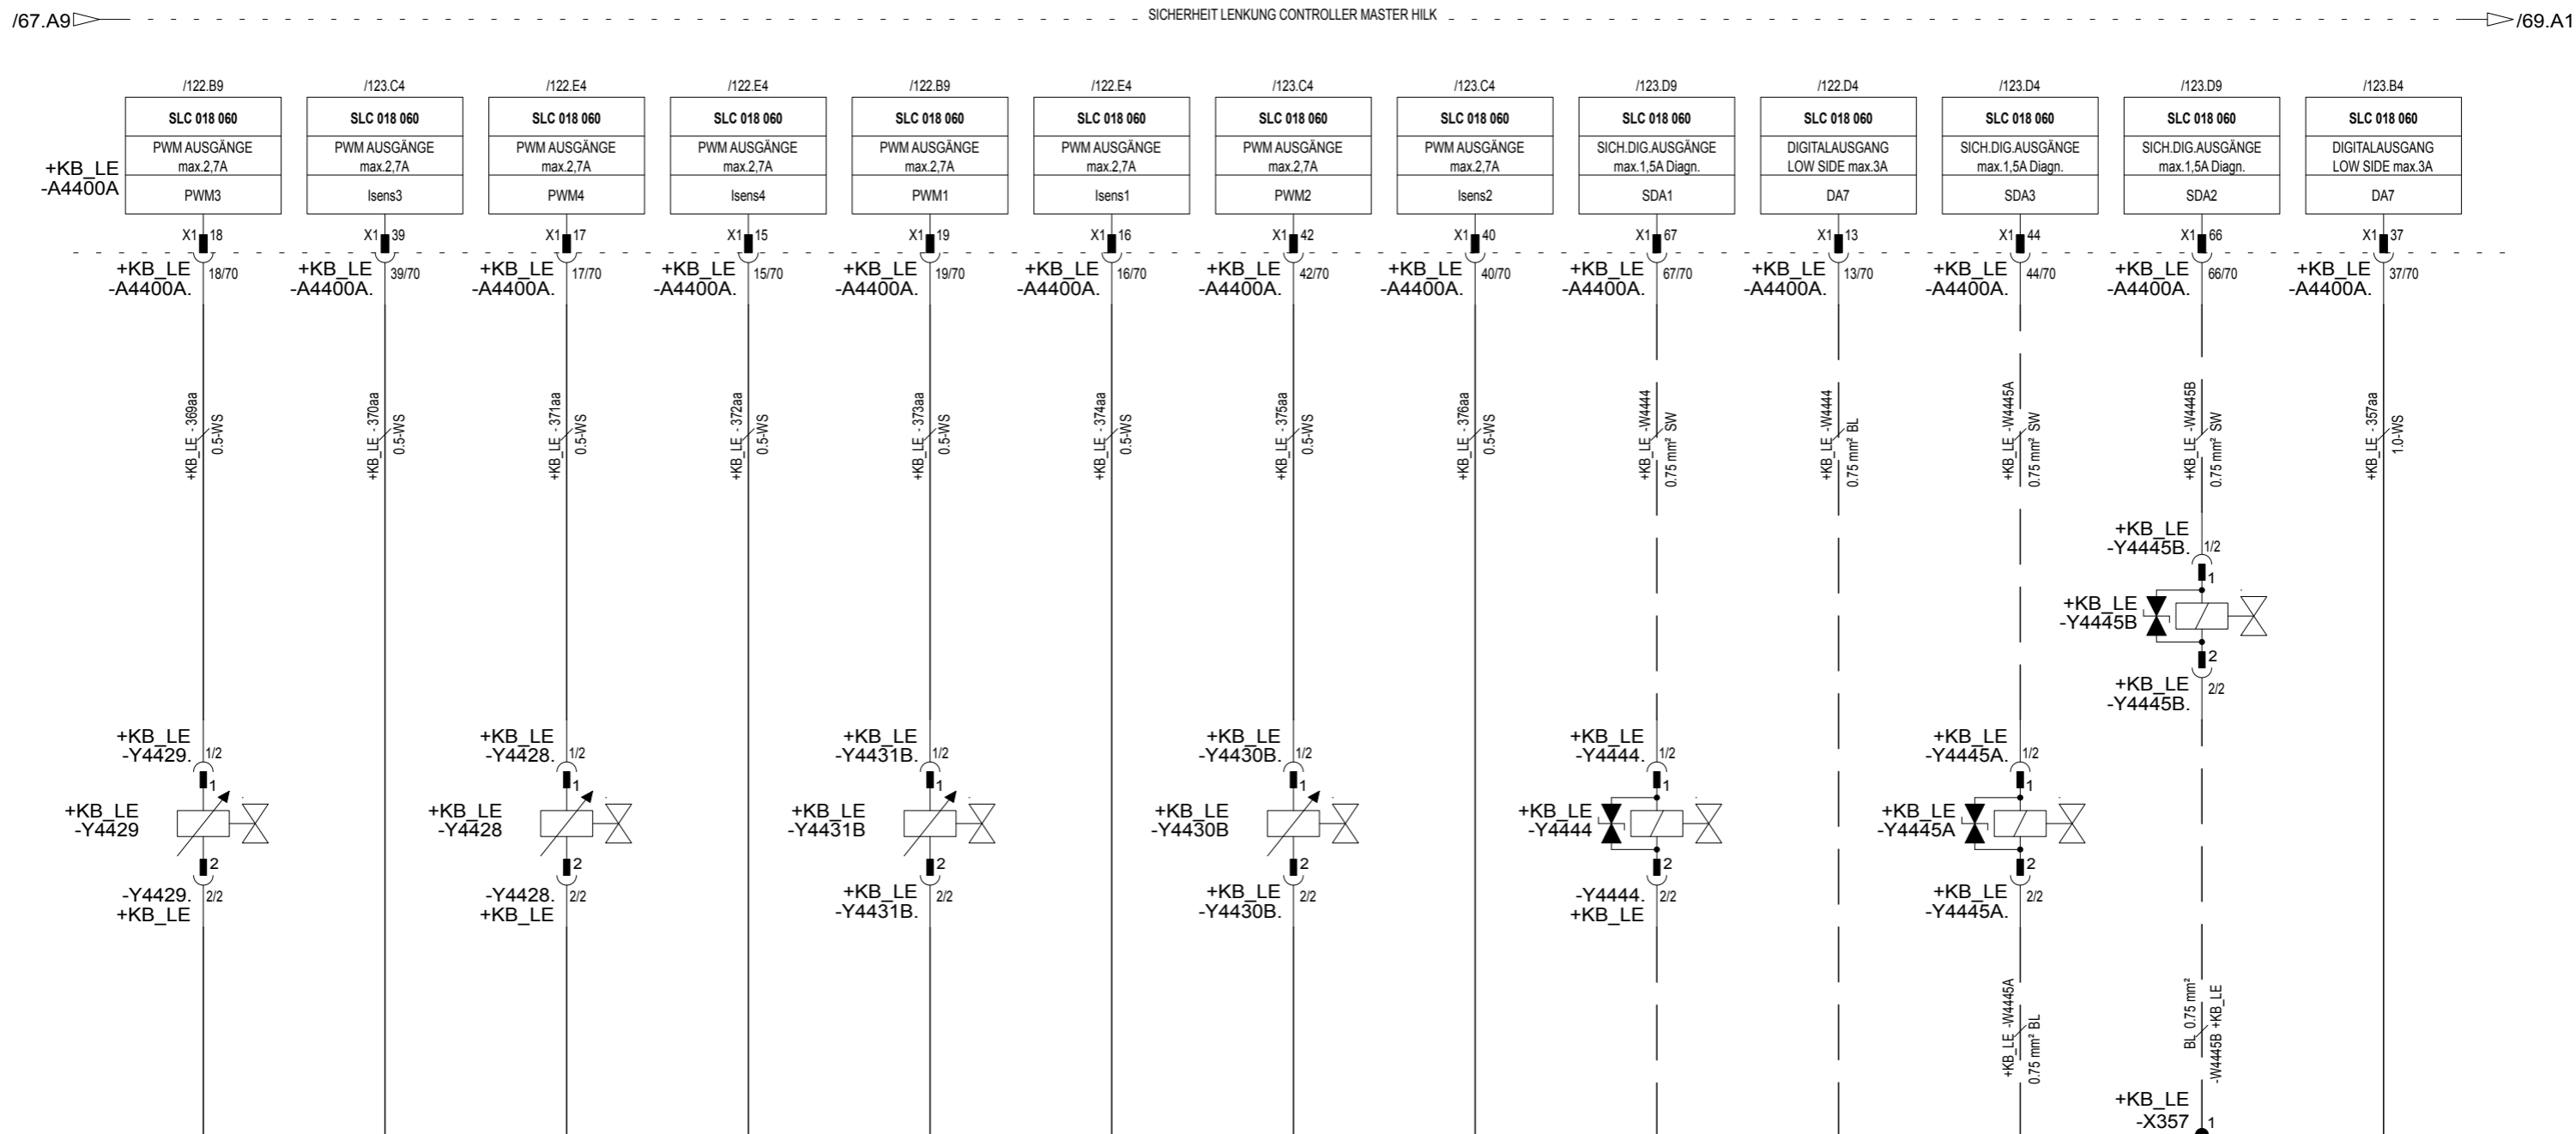 /67.A9
SICHERHEIT LENKUNG CONTROLLER MASTER HILK
/69.A1
/122.B9
/123.C4
/122.E4
/122.E4
/122.B9
/122.E4
/123.C4
/123.C4
/123.D9
/122.D4
/123.D4
/123.D9
/123.B4
+KB_LE
-A4400A
SLC 018 060
PWM AUSGÄNGE
max.2,7A
PWM3
SLC 018 060
PWM AUSGÄNGE
max.2,7A
Isens3
SLC 018 060
PWM AUSGÄNGE
max.2,7A
PWM4
SLC 018 060
PWM AUSGÄNGE
max.2,7A
Isens4
SLC 018 060
PWM AUSGÄNGE
max.2,7A
PWM1
SLC 018 060
PWM AUSGÄNGE
max.2,7A
Isens1
SLC 018 060
PWM AUSGÄNGE
max.2,7A
PWM2
SLC 018 060
PWM AUSGÄNGE
max.2,7A
Isens2
SLC 018 060
SICH.DIG.AUSGÄNGE
max.1,5A Diagn.
SDA1
SLC 018 060
DIGITALAUSGANG
LOW SIDE max.3A
DA7
SLC 018 060
SICH.DIG.AUSGÄNGE
max.1,5A Diagn.
SDA3
SLC 018 060
SICH.DIG.AUSGÄNGE
max.1,5A Diagn.
SDA2
SLC 018 060
DIGITALAUSGANG
LOW SIDE max.3A
DA7
X1 18
+KB_LE
-A4400A.
18/70
X1 39
+KB_LE
-A4400A.
39/70
X1 17
+KB_LE
-A4400A.
17/70
X1 15
+KB_LE
-A4400A.
15/70
X1 19
+KB_LE
-A4400A.
19/70
X1 16
+KB_LE
-A4400A.
16/70
X1 42
+KB_LE
-A4400A.
42/70
X1 40
+KB_LE
-A4400A.
40/70
X1 67
+KB_LE
-A4400A.
67/70
X1 13
+KB_LE
-A4400A.
13/70
X1 44
+KB_LE
-A4400A.
44/70
X1 66
+KB_LE
-A4400A.
66/70
X1 37
+KB_LE
-A4400A.
37/70
+KB_LE - 369aa
0.5-WS
+KB_LE - 370aa
0.5-WS
+KB_LE - 371aa
0.5-WS
+KB_LE - 372aa
0.5-WS
+KB_LE - 373aa
0.5-WS
+KB_LE - 374aa
0.5-WS
+KB_LE - 375aa
0.5-WS
+KB_LE - 376aa
0.5-WS
+KB_LE -W4444
0.75 mm² SW
+KB_LE -W4444
0.75 mm² BL
+KB_LE -W4445A
0.75 mm² SW
+KB_LE -W4445B
0.75 mm² SW
+KB_LE - 357aa
1.0-WS
+KB_LE
-Y4445B. 1/2
1
+KB_LE
-Y4445B
2
+KB_LE
-Y4445B. 2/2
+KB_LE
-Y4429. 1/2
1
+KB_LE
-Y4429
2
-Y4429. 2/2
+KB_LE
+KB_LE
-Y4428. 1/2
1
+KB_LE
-Y4428
2
-Y4428. 2/2
+KB_LE
+KB_LE
-Y4431B. 1/2
1
+KB_LE
-Y4431B
2
+KB_LE
-Y4431B. 2/2
+KB_LE
-Y4430B. 1/2
1
+KB_LE
-Y4430B
2
+KB_LE
-Y4430B. 2/2
+KB_LE
-Y4444. 1/2
1
+KB_LE
-Y4444
2
-Y4444. 2/2
+KB_LE
+KB_LE
-Y4445A. 1/2
1
+KB_LE
-Y4445A
2
+KB_LE
-Y4445A. 2/2
+KB_LE -W4445A
0.75 mm² BL
BL 0.75 mm²
-W4445B +KB_LE
+KB_LE
-X357 1